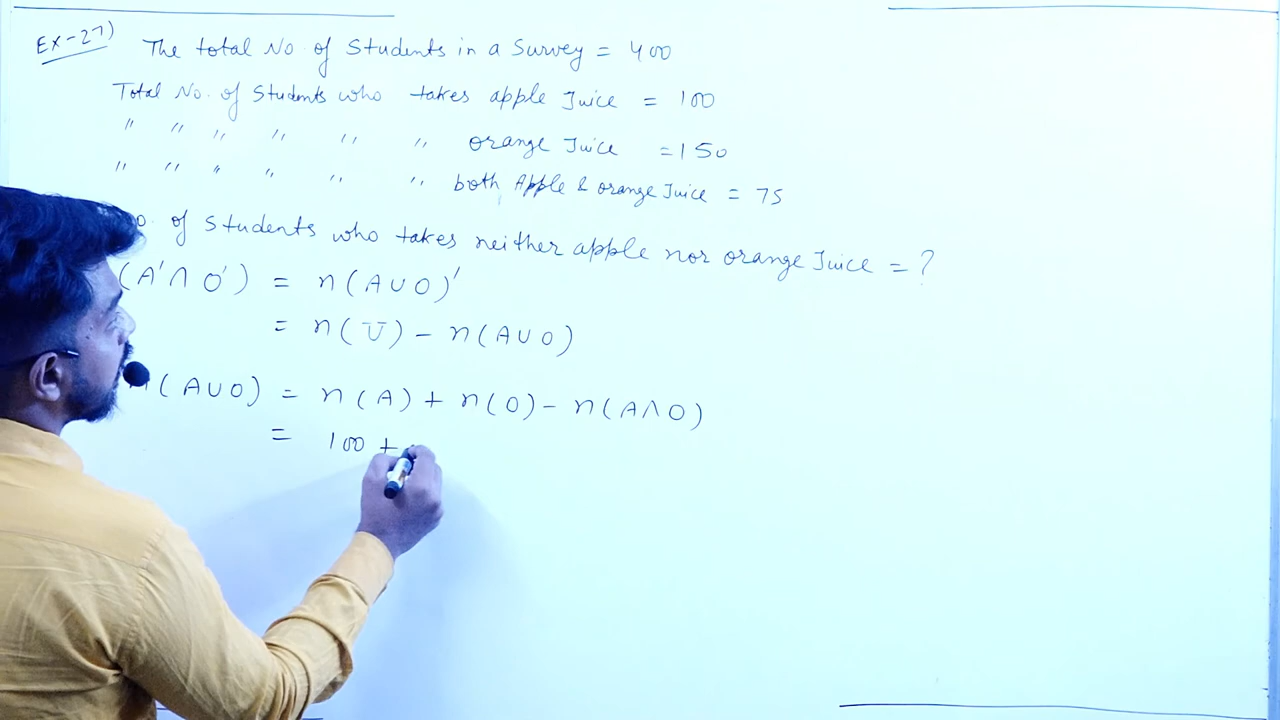 Ex-27) The total No of Students in a Survey = 400
Total No. of Students who takes apple Juice = 100
" " " " " " orange Juice = 150
" " " " " " both Apple & orange Juice = 75
of Students who takes neither apple nor orange Juice = ?
(A' ∩ O') = n(A∪O)'
= n(U) - n(A∪O)
(A∪O) = n(A) + n(O) - n(A∩O)
= 100 +